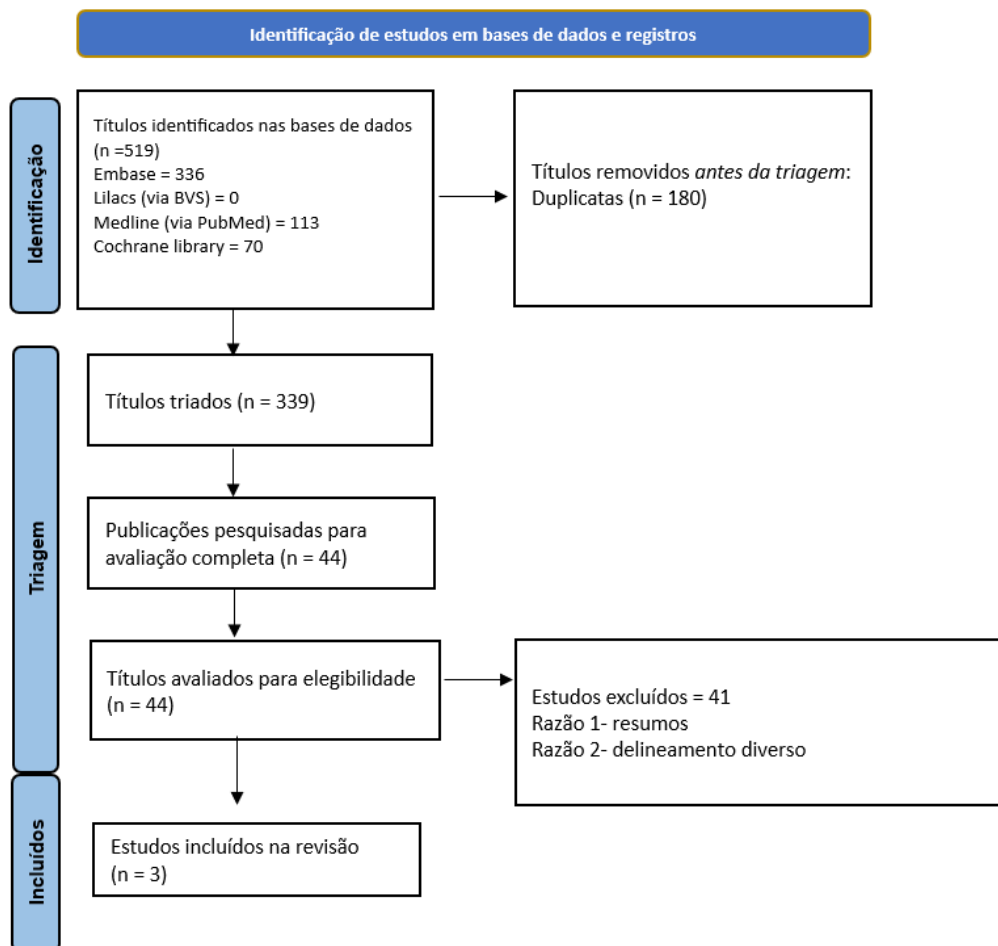 Identificação de estudos em bases de dados e registros
Identificação
Títulos identificados nas bases de dados
(n =519)
Embase = 336
Lilacs (via BVS) = 0
Medline (via PubMed) = 113
Cochrane library = 70
Títulos removidos antes da triagem:
Duplicatas (n = 180)
Triagem
Títulos triados (n = 339)
Publicações pesquisadas para
avaliação completa (n = 44)
Títulos avaliados para elegibilidade
(n = 44)
Estudos excluídos = 41
Razão 1- resumos
Razão 2- delineamento diverso
Incluídos
Estudos incluídos na revisão
(n = 3)